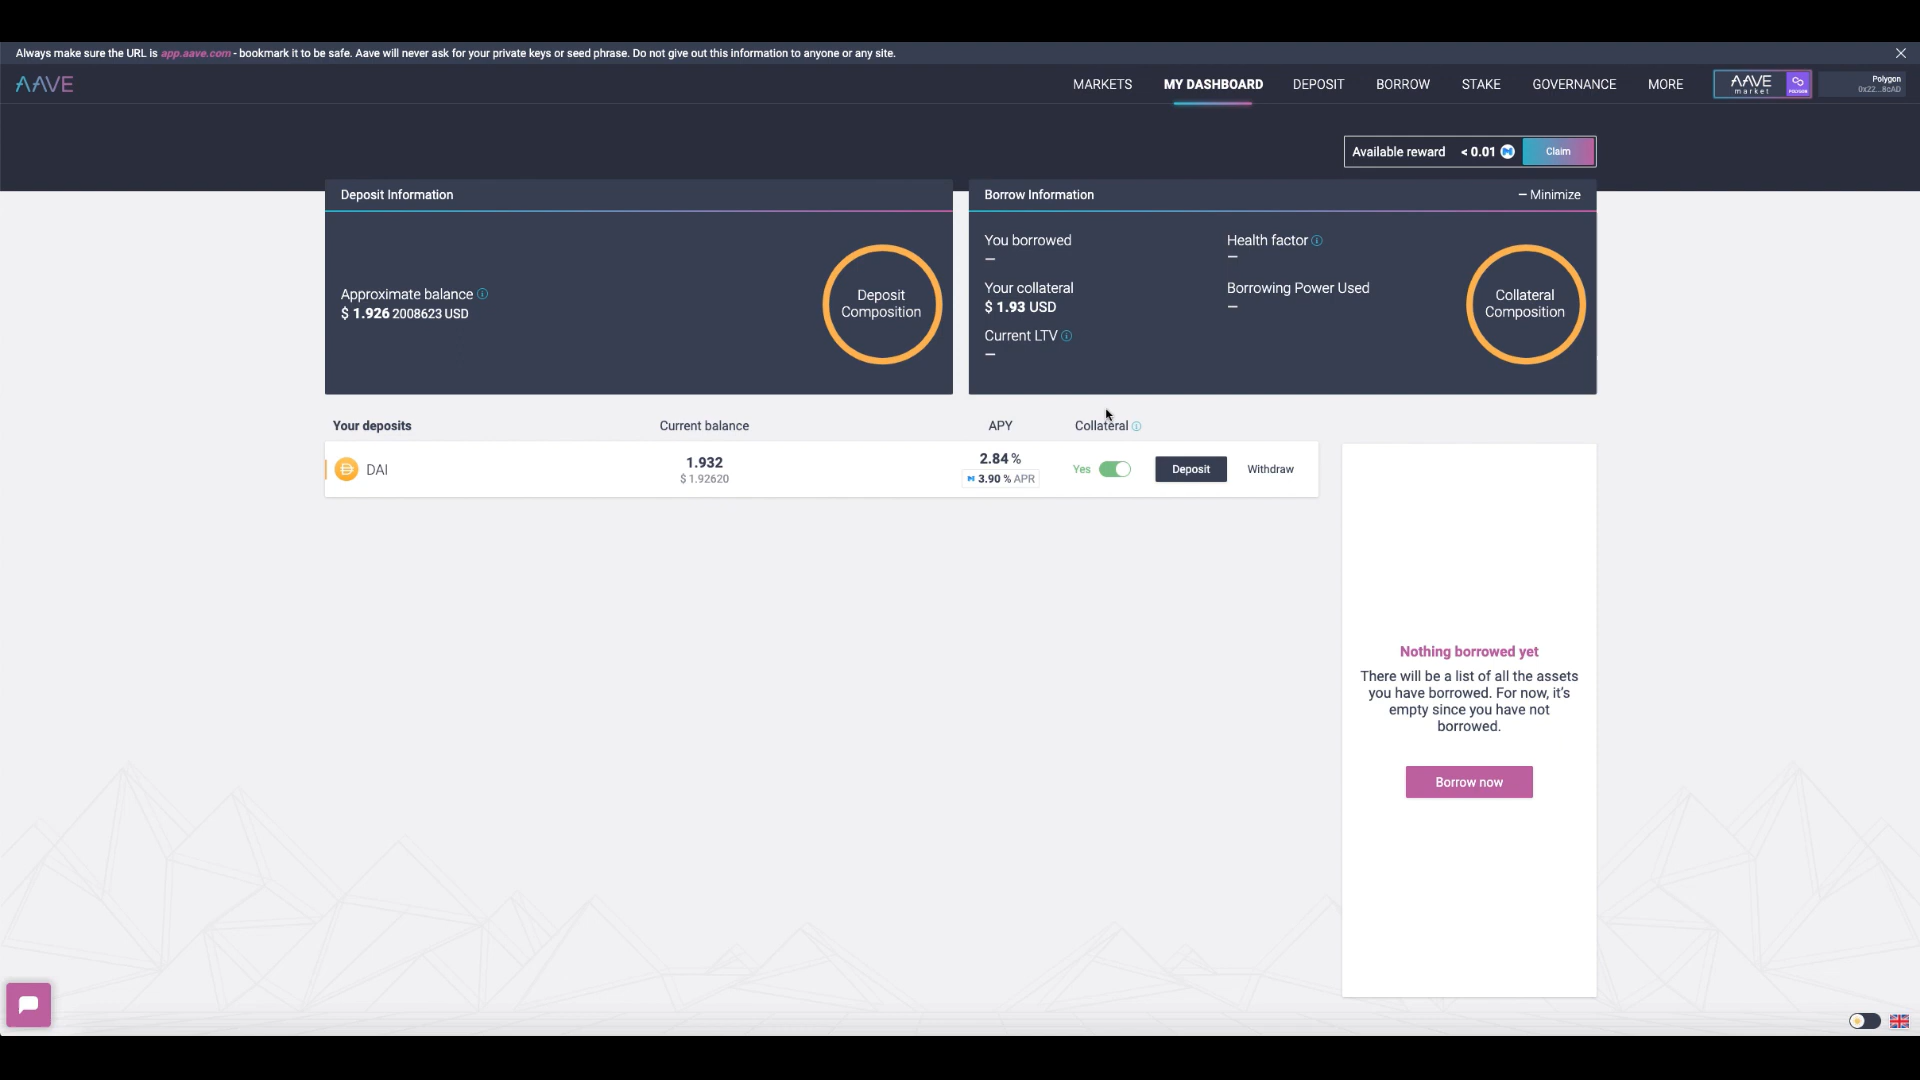 Always make sure the URL is app.aave.com - bookmark it to be safe. Aave will never ask for your private keys or seed phrase. Do not give out this information to anyone or any site.
AAVE
MARKETS
MY DASHBOARD
DEPOSIT
BORROW
STAKE
GOVERNANCE
MORE
AAVE
market
POLYGON
Polygon
0x22...8cAD
Available reward < 0.01
Claim
Deposit Information
Approximate balance
$ 1.926 2008623 USD
Deposit
Composition
Borrow Information
– Minimize
You borrowed
—
Your collateral
$ 1.93 USD
Current LTV
—
Health factor
—
Borrowing Power Used
—
Collateral
Composition
Your deposits
Current balance
APY
Collateral
DAI
1.932
$ 1.92620
2.84 %
3.90 % APR
Yes
Deposit
Withdraw
Nothing borrowed yet
There will be a list of all the assets
you have borrowed. For now, it's
empty since you have not
borrowed.
Borrow now